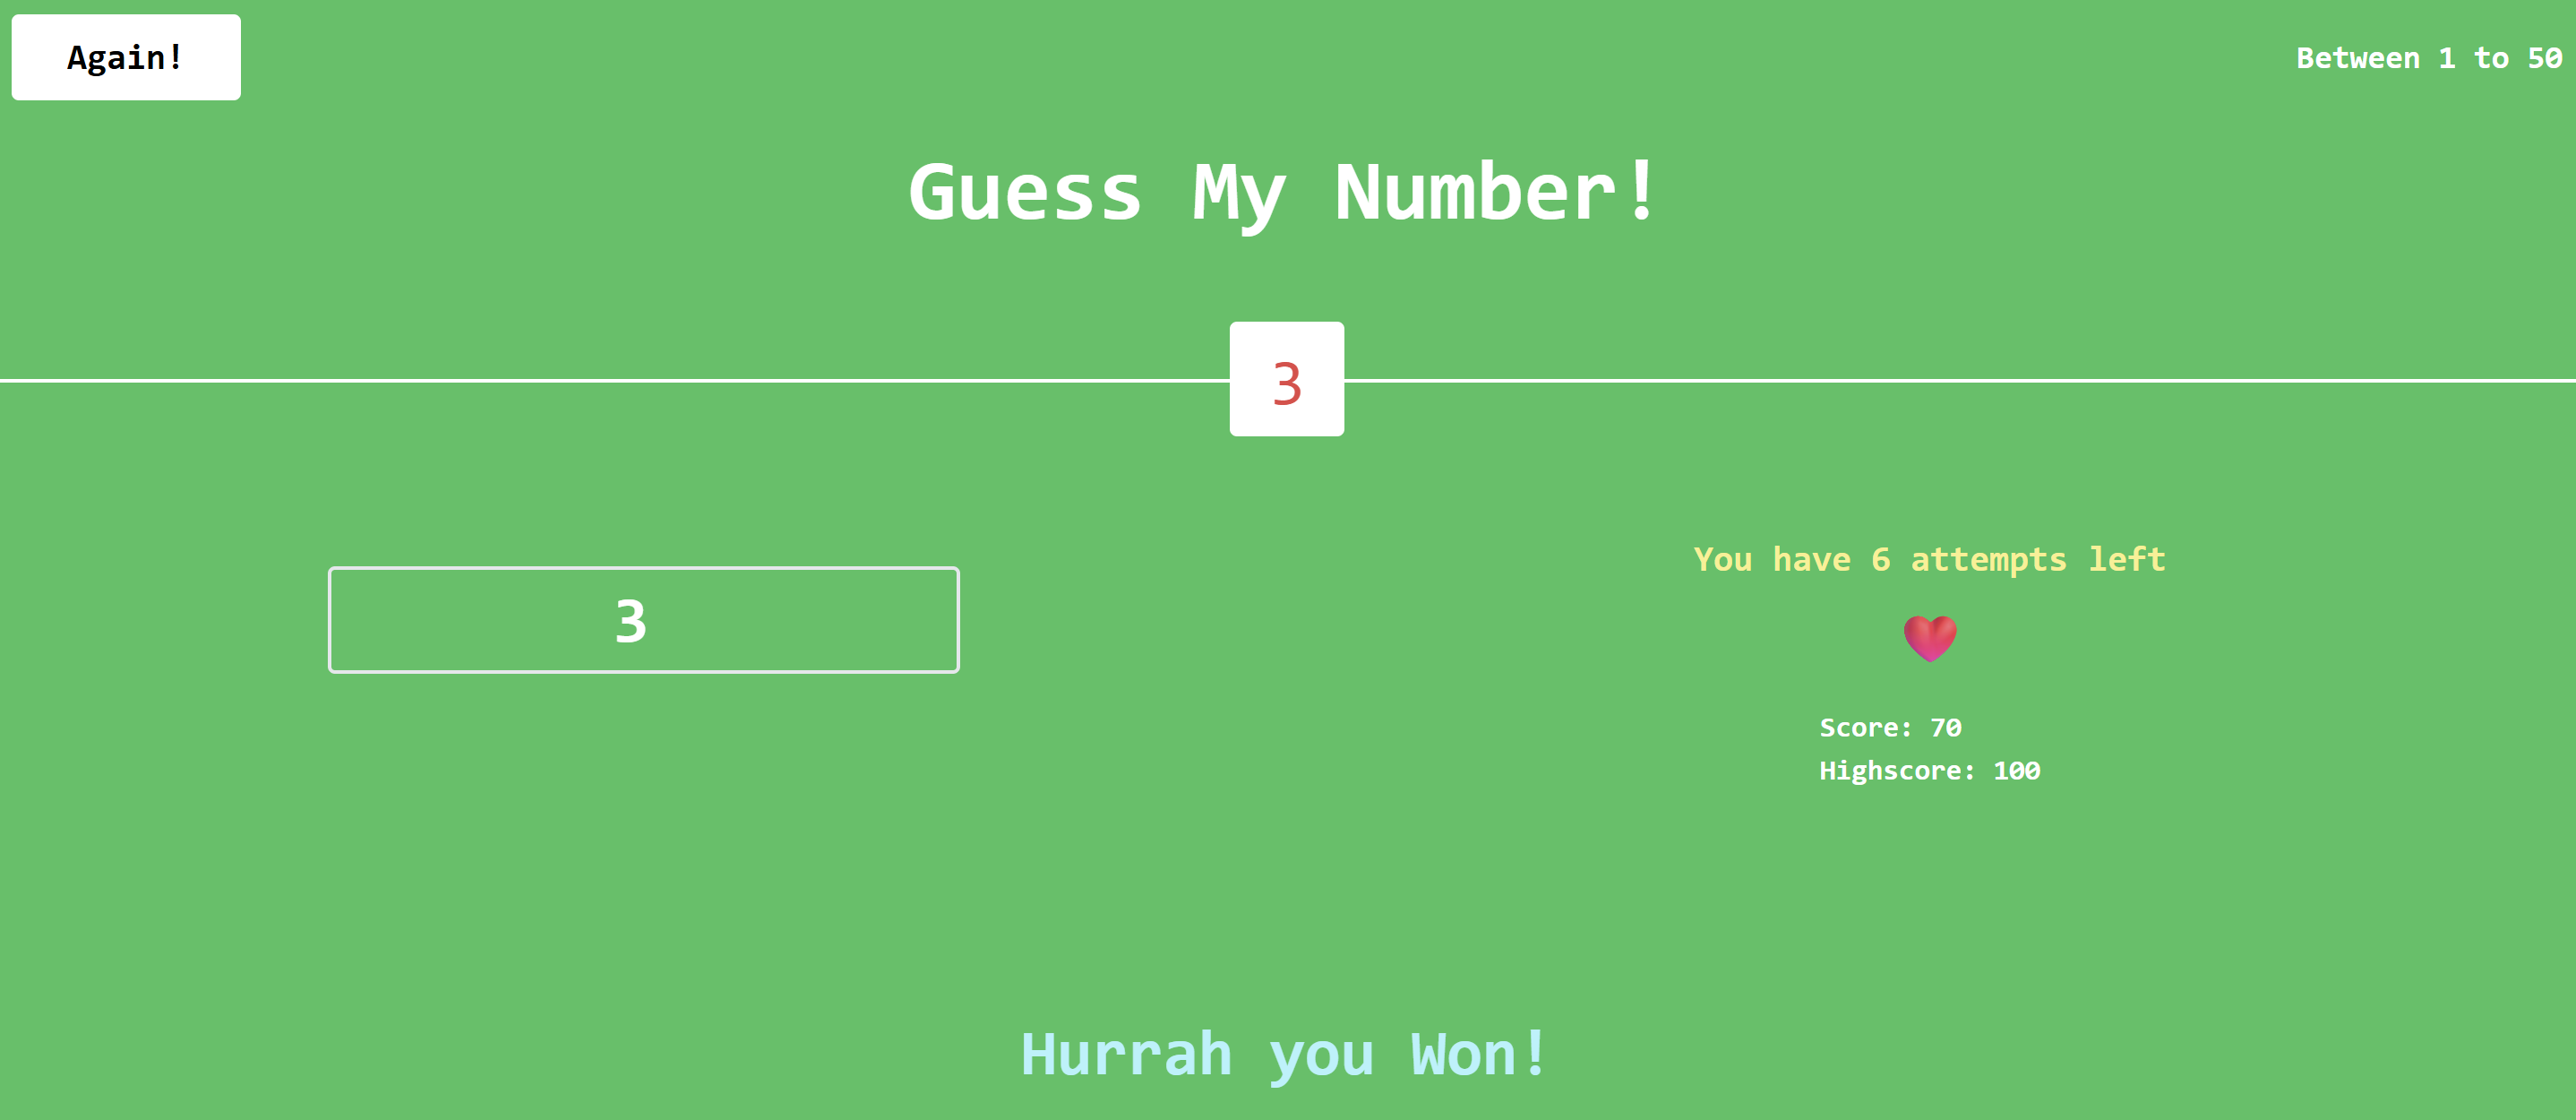 Again!
Between 1 to 50
Guess My Number!
3
3
You have 6 attempts left
Score: 70
Highscore: 100
Hurrah you Won!